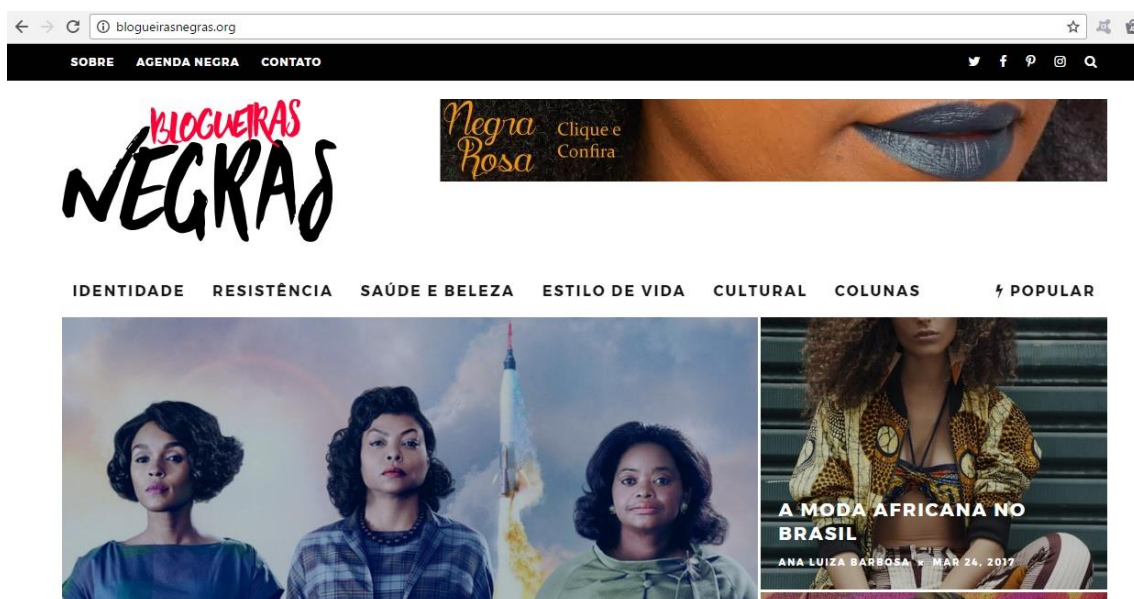 blogueirasnegras.org
SOBRE AGENDA NEGRA CONTATO
BLOGUEIRAS
NEGRAS
Negra
Rosa
Clique e
Confira
IDENTIDADE RESISTÊNCIA SAÚDE E BELEZA ESTILO DE VIDA CULTURAL COLUNAS POPULAR
A MODA AFRICANA NO
BRASIL
ANA LUIZA BARBOSA x MAR 24, 2017